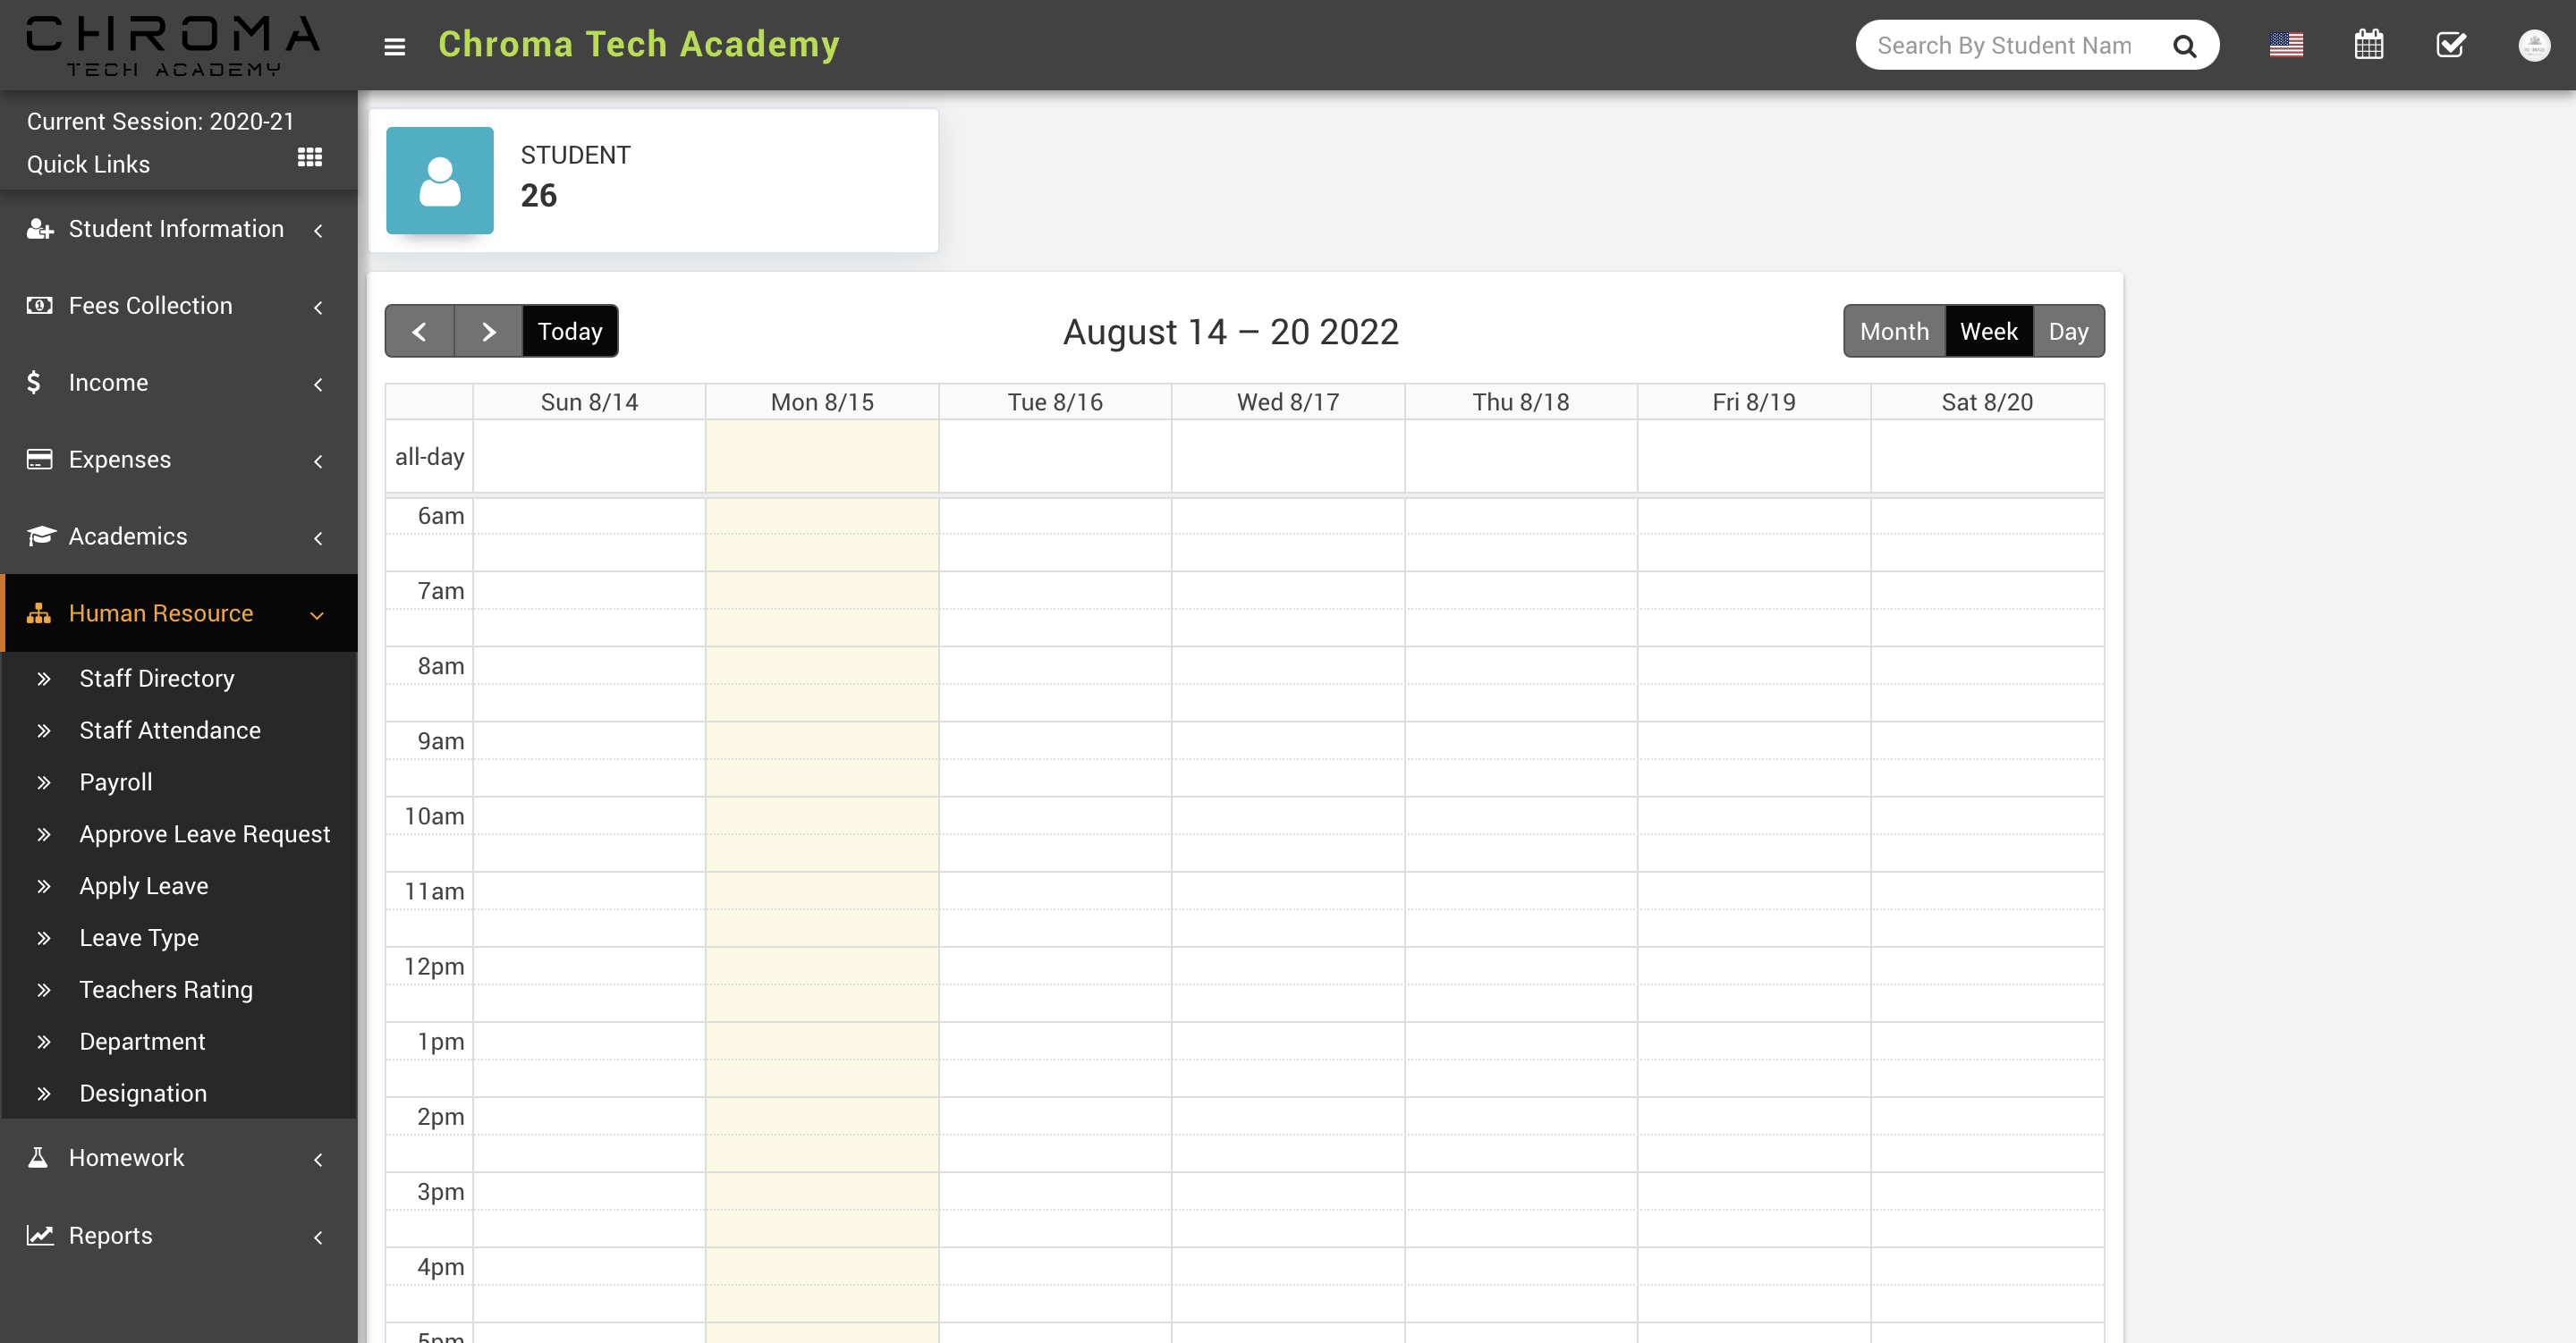 CHROMA
TECH ACADEMY
Chroma Tech Academy
Search By Student Nam
Current Session: 2020-21
Quick Links
Student Information
Fees Collection
Income
Expenses
Academics
Human Resource
Staff Directory
Staff Attendance
Payroll
Approve Leave Request
Apply Leave
Leave Type
Teachers Rating
Department
Designation
Homework
Reports
STUDENT
26
Today
August 14 – 20 2022
Month Week Day
Sun 8/14 Mon 8/15 Tue 8/16 Wed 8/17 Thu 8/18 Fri 8/19 Sat 8/20
all-day
6am
7am
8am
9am
10am
11am
12pm
1pm
2pm
3pm
4pm
5pm